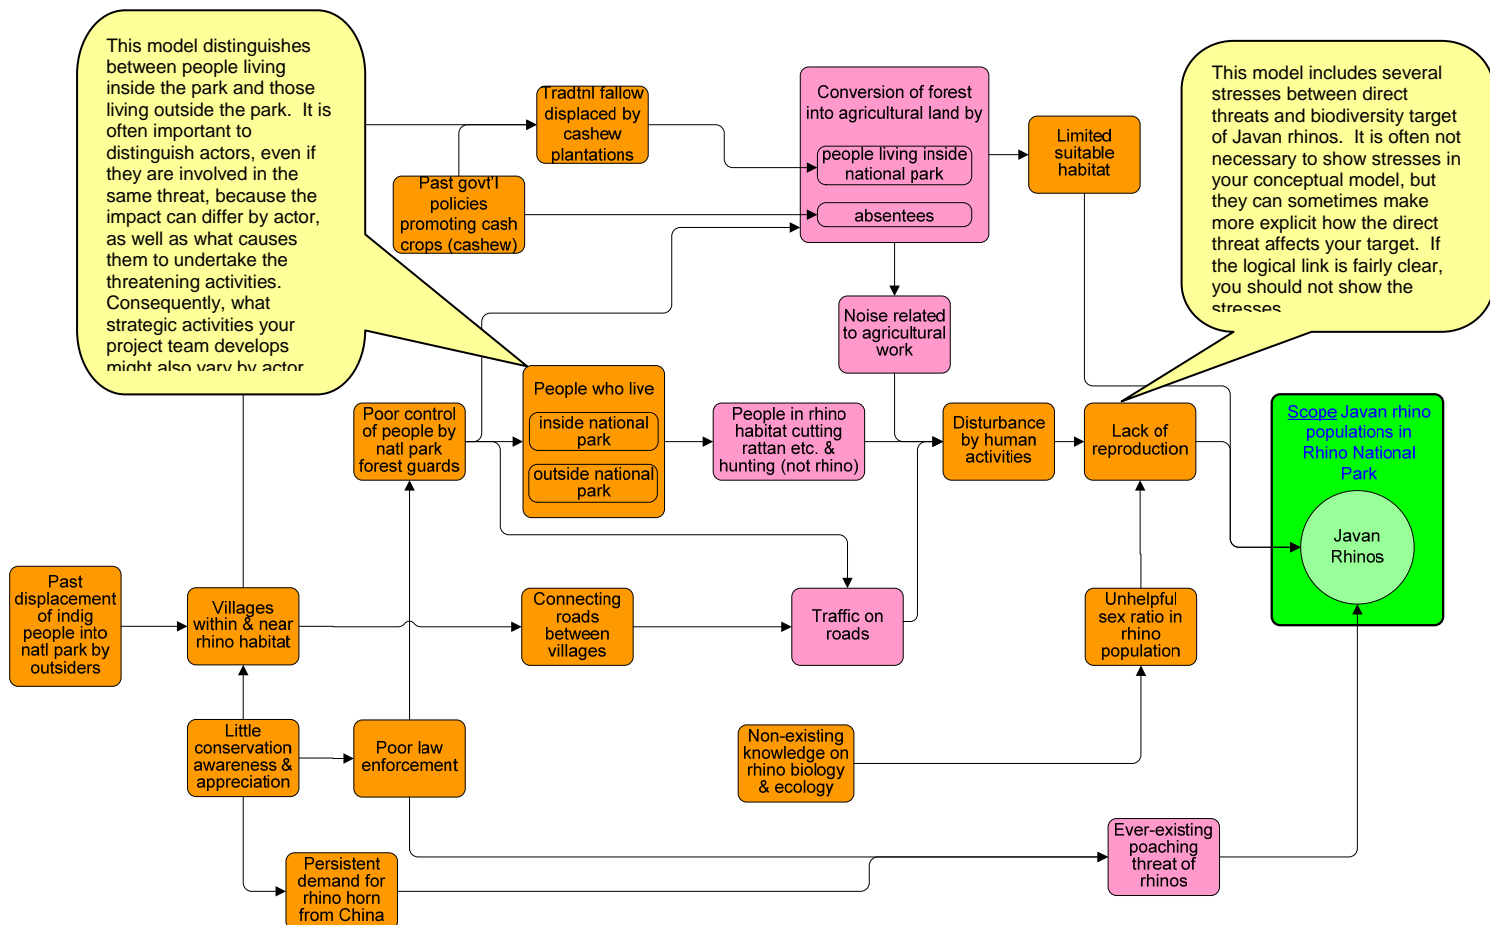 This model distinguishes
between people living
inside the park and those
living outside the park.  It is
often important to
distinguish actors, even if
they are involved in the
same threat, because the
impact can differ by actor,
as well as what causes
them to undertake the
threatening activities.
Consequently, what
strategic activities your
project team develops
might also vary by actor
Tradtnl fallow
displaced by
cashew
plantations
Past govt'l
policies
promoting cash
crops (cashew)
Conversion of forest
into agricultural land by
people living inside
national park
absentees
Limited
suitable
habitat
This model includes several
stresses between direct
threats and biodiversity target
of Javan rhinos.  It is often not
necessary to show stresses in
your conceptual model, but
they can sometimes make
more explicit how the direct
threat affects your target.  If
the logical link is fairly clear,
you should not show the
stresses
Noise related
to agricultural
work
Poor control
of people by
natl park
forest guards
People who live
inside national
park
outside national
park
People in rhino
habitat cutting
rattan etc. &
hunting (not rhino)
Disturbance
by human
activities
Lack of
reproduction
Scope Javan rhino
populations in
Rhino National
Park
Javan
Rhinos
Past
displacement
of indig
people into
natl park by
outsiders
Villages
within & near
rhino habitat
Connecting
roads
between
villages
Traffic on
roads
Unhelpful
sex ratio in
rhino
population
Little
conservation
awareness &
appreciation
Poor law
enforcement
Non-existing
knowledge on
rhino biology
& ecology
Persistent
demand for
rhino horn
from China
Ever-existing
poaching
threat of
rhinos